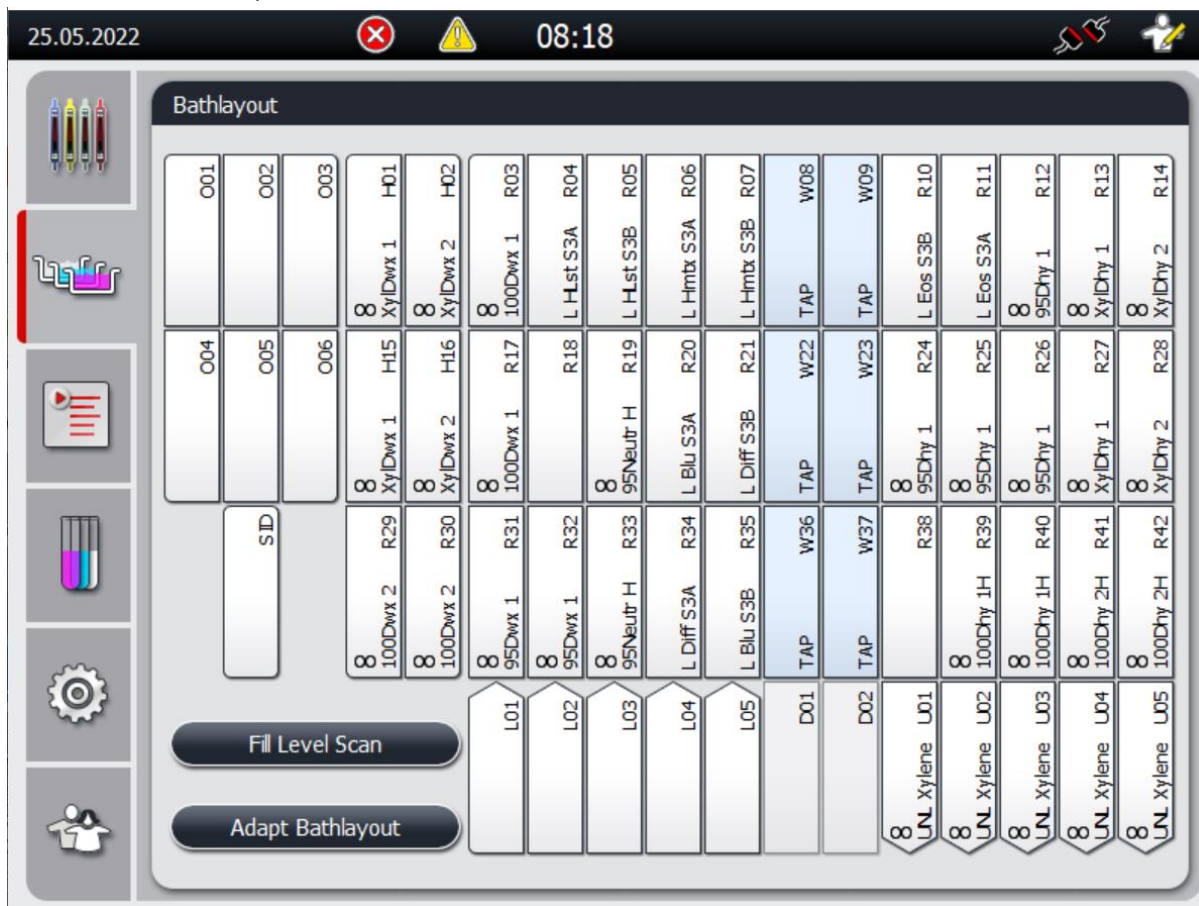 25.05.2022 08:18
Bathlayout
001 002 003 H01 H02 R03 R04 R05 R06 R07 W08 W09 R10 R11 R12 R13 R14
∞ XylDwx 1 ∞ XylDwx 2 ∞ 100Dwx 1 L HLst S3A L HLst S3B L Hmtx S3A L Hmtx S3B TAP TAP L Eos S3B L Eos S3A ∞ 95Dhy 1 ∞ XylDhy 1 ∞ XylDhy 2
004 005 006 H15 H16 R17 R18 R19 R20 R21 W22 W23 R24 R25 R26 R27 R28
∞ XylDwx 1 ∞ XylDwx 2 ∞ 100Dwx 1 ∞ 95Neutr H L Blu S3A L Diff S3B TAP TAP ∞ 95Dhy 1 ∞ 95Dhy 1 ∞ 95Dhy 1 ∞ XylDhy 1 ∞ XylDhy 2
SID R29 R30 R31 R32 R33 R34 R35 W36 W37 R38 R39 R40 R41 R42
∞ 100Dwx 2 ∞ 100Dwx 2 ∞ 95Dwx 1 ∞ 95Dwx 1 ∞ 95Neutr H L Diff S3A L Blu S3B TAP TAP ∞ 100Dhy 1H ∞ 100Dhy 1H ∞ 100Dhy 2H ∞ 100Dhy 2H
L01 L02 L03 L04 L05 D01 D02 U01 U02 U03 U04 U05
∞ UNL Xylene ∞ UNL Xylene ∞ UNL Xylene ∞ UNL Xylene ∞ UNL Xylene
Fill Level Scan
Adapt Bathlayout